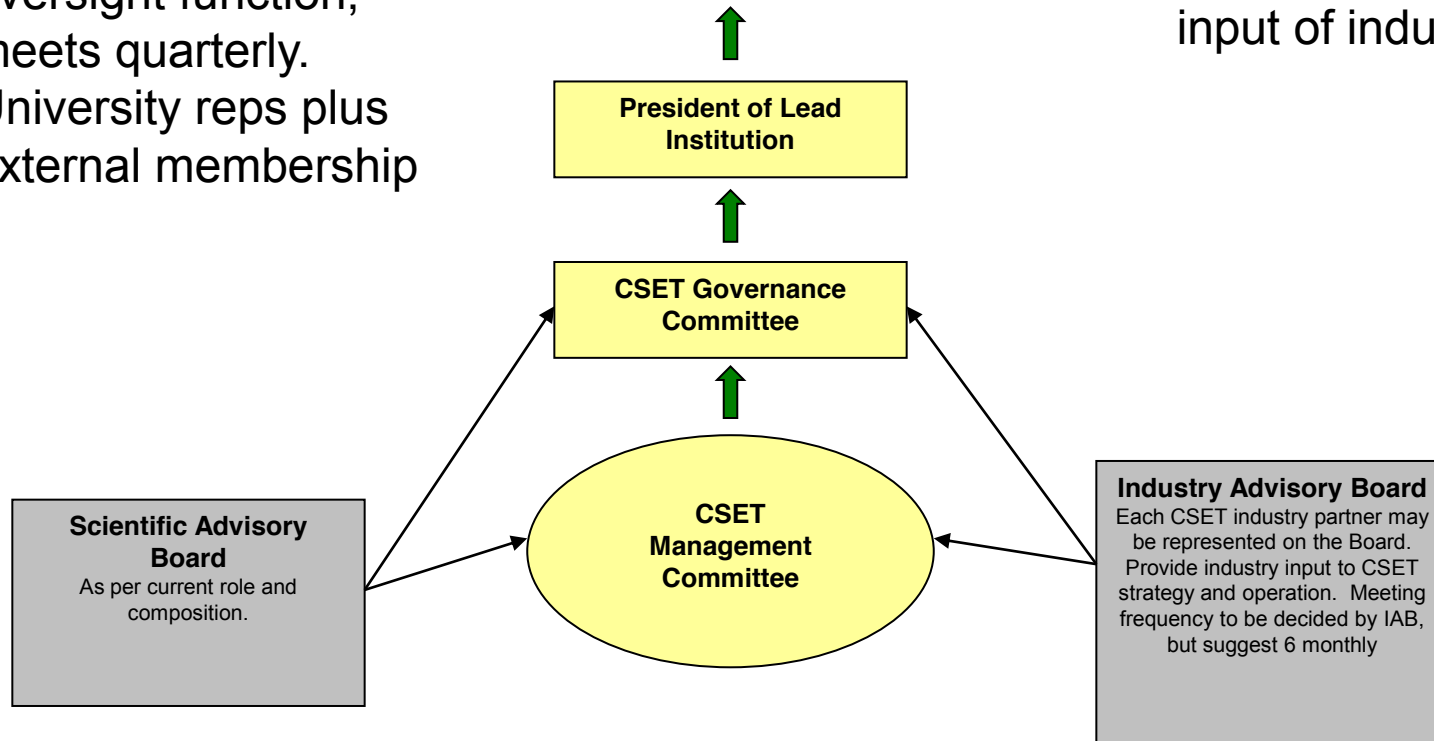 meets quarterly.
University reps plus
external membership
input of
President of Lead
Institution
CSET Governance
Committee
CSET
Management
Committee
Scientific Advisory
Board
As per current role and
composition.
Industry Advisory Board
Each CSET industry partner may
be represented on the Board.
Provide industry input to CSET
strategy and operation. Meeting
frequency to be decided by IAB,
but suggest 6 monthly